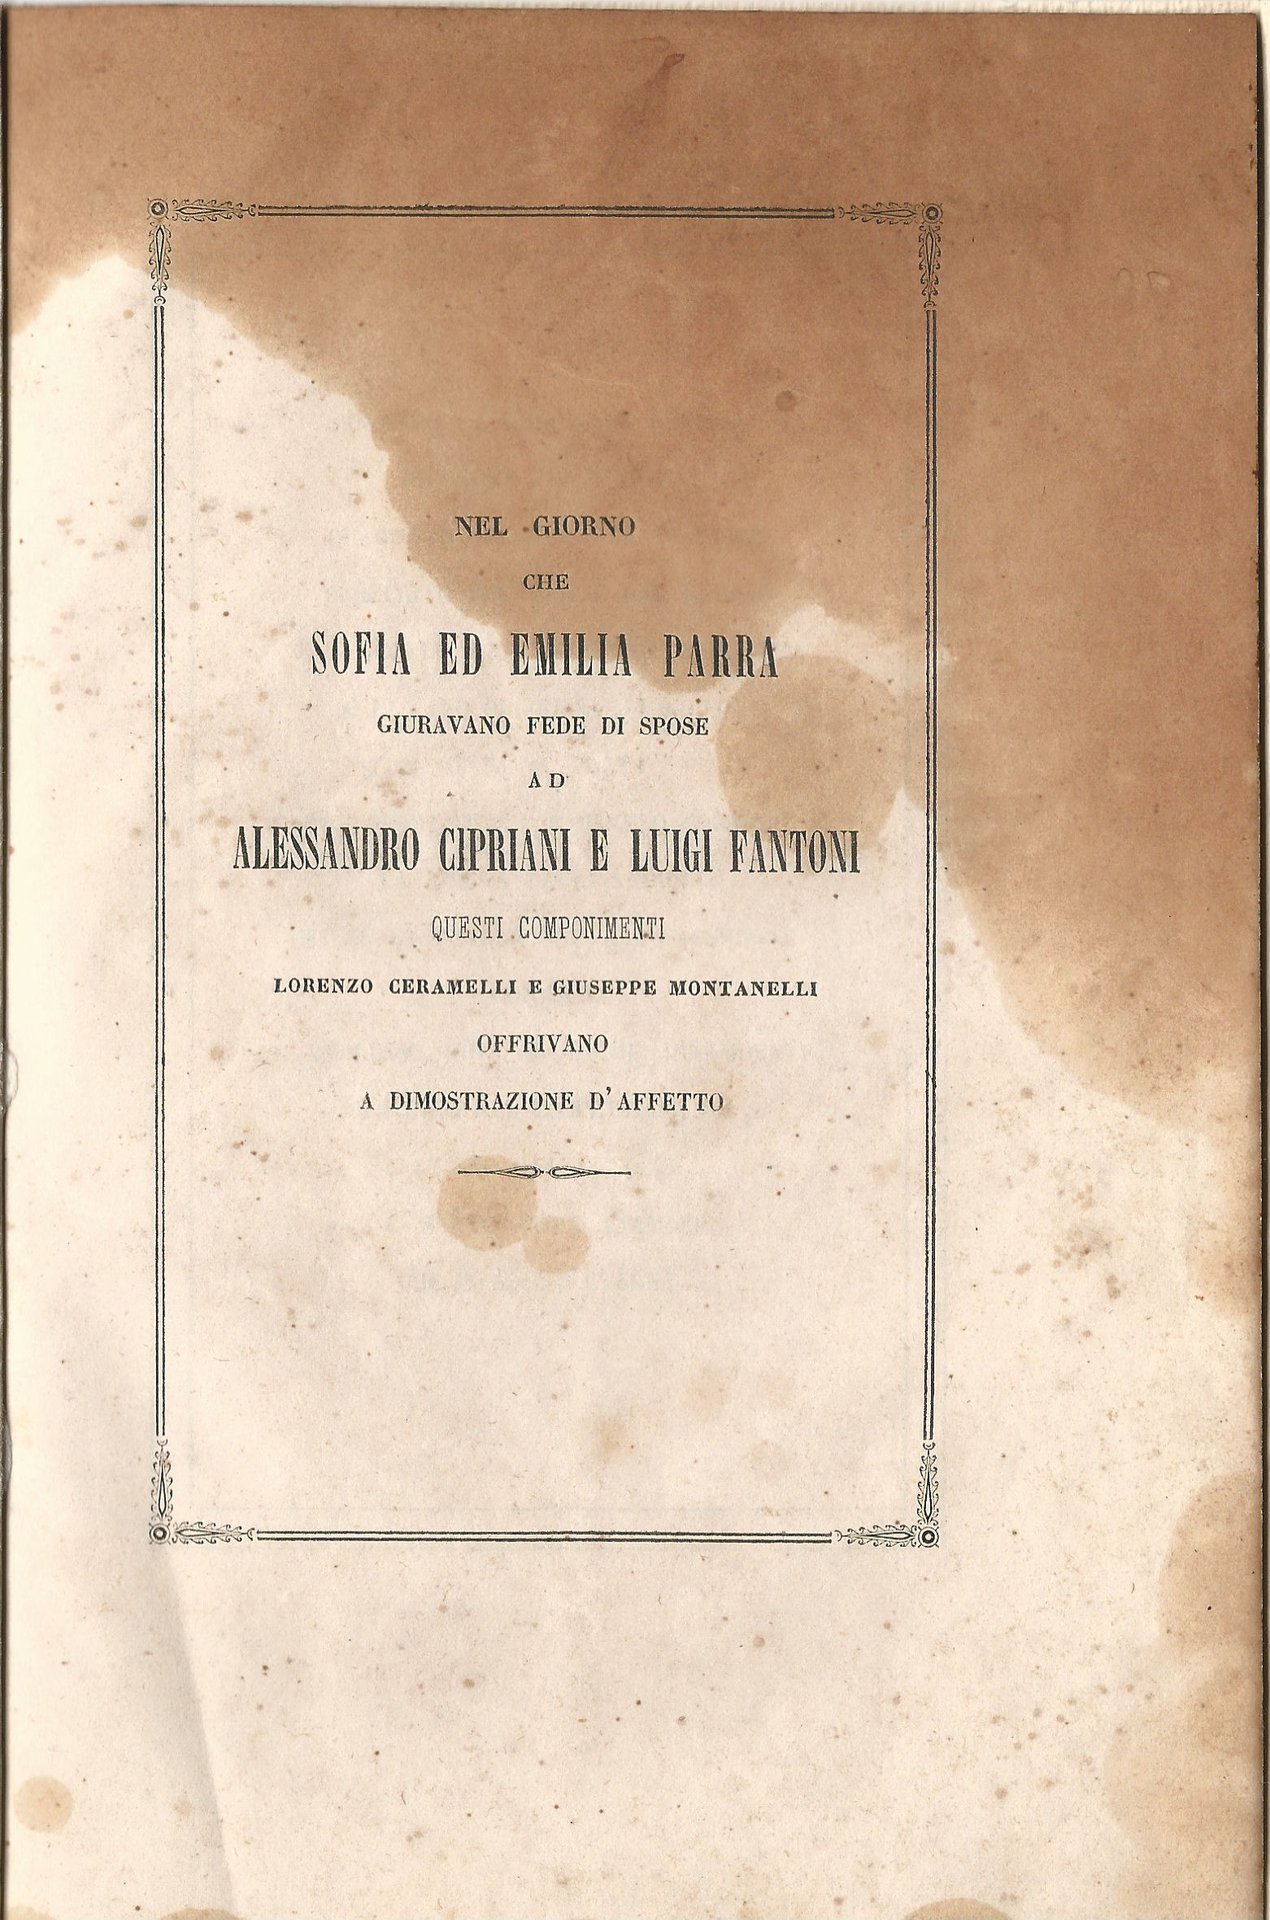 NEL GIORNO
CHE
SOFIA ED EMILIA PARRA
GIURAVANO FEDE DI SPOSE
AD
ALESSANDRO CIPRIANI E LUIGI FANTONI
QUESTI COMPONIMENTI
LORENZO CERAMELLI E GIUSEPPE MONTANELLI
OFFRIVANO
A DIMOSTRAZIONE D' AFFETTO